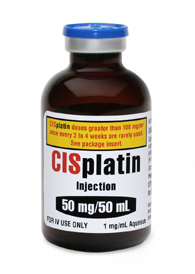 CISplatin doses greater than 100 mg/m²
once every 3 to 4 weeks are rarely used.
See package insert.
CISplatin
Injection
50 mg/50 mL
FOR IV USE ONLY 1 mg/mL Aqueous